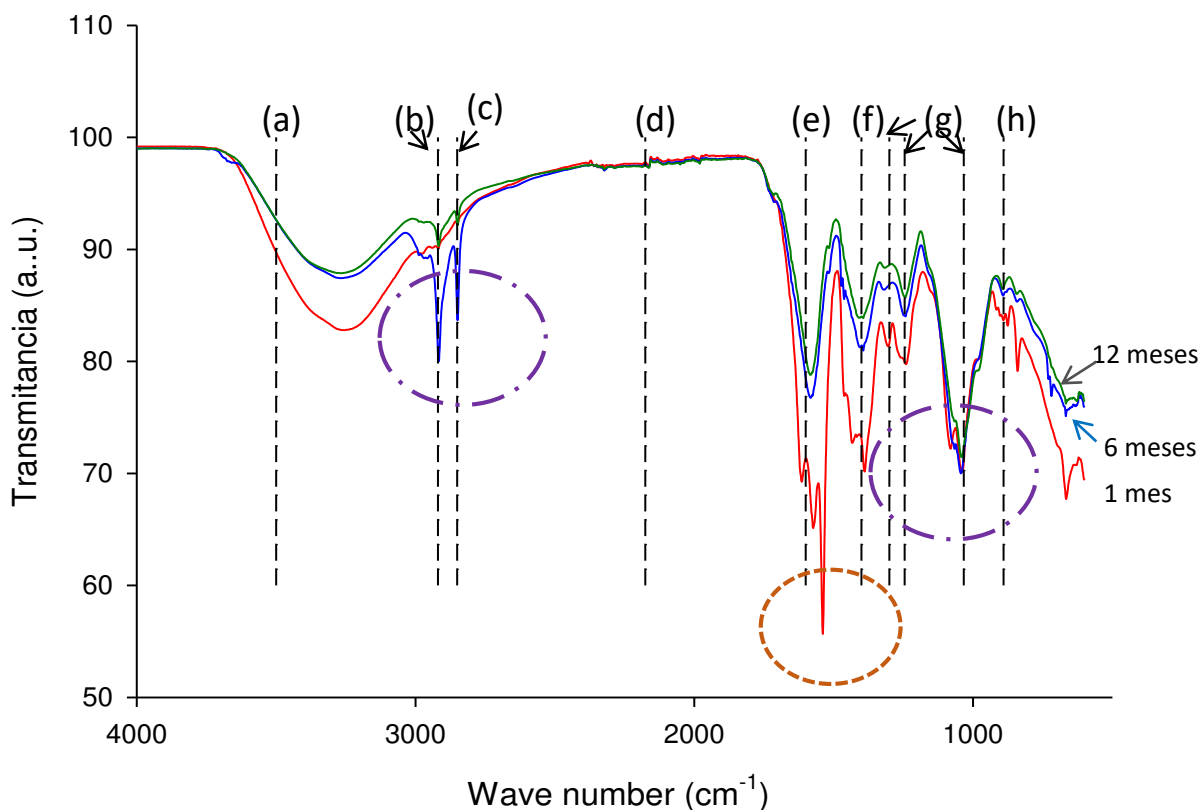 110
100
90
80
70
60
50
Transmitancia (a..u.)
(a)
(b)
(c)
(d)
(e)
(f)
(g)
(h)
12 meses
6 meses
1 mes
4000
3000
2000
1000
Wave number (cm⁻¹)